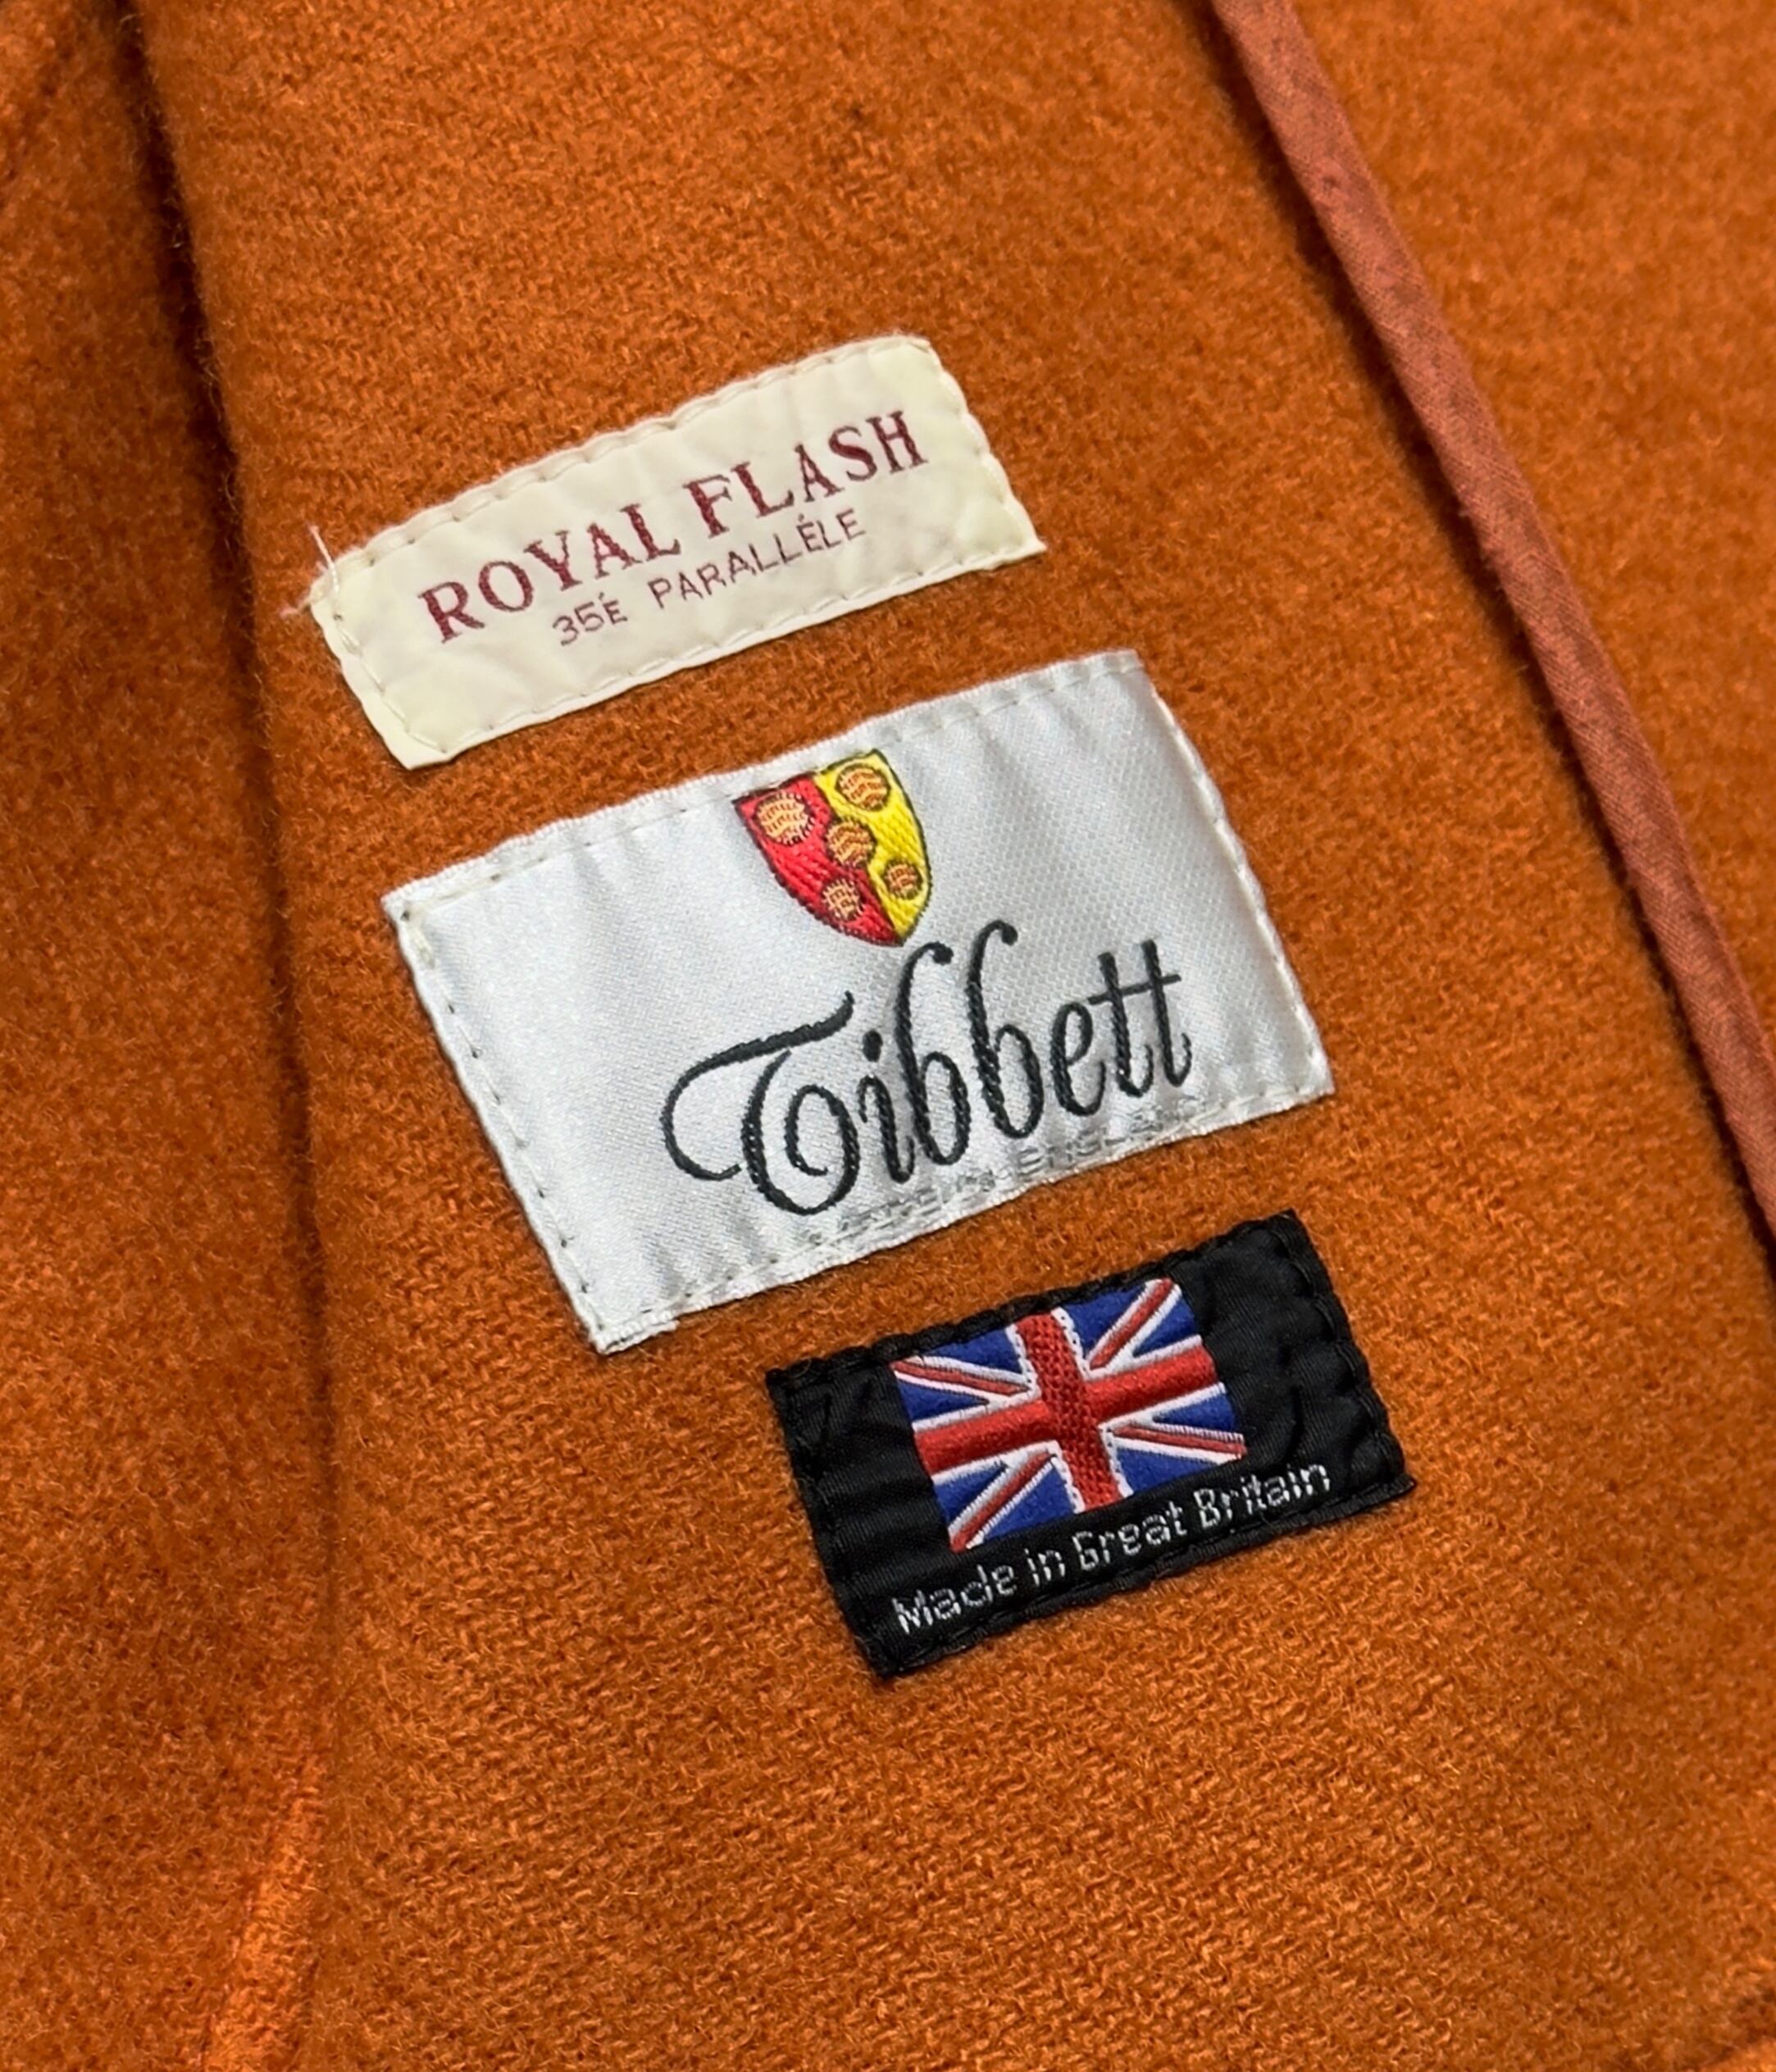 ROYAL FLASH
35É PARALLÉLE
Tibbett
Made in Great Britain